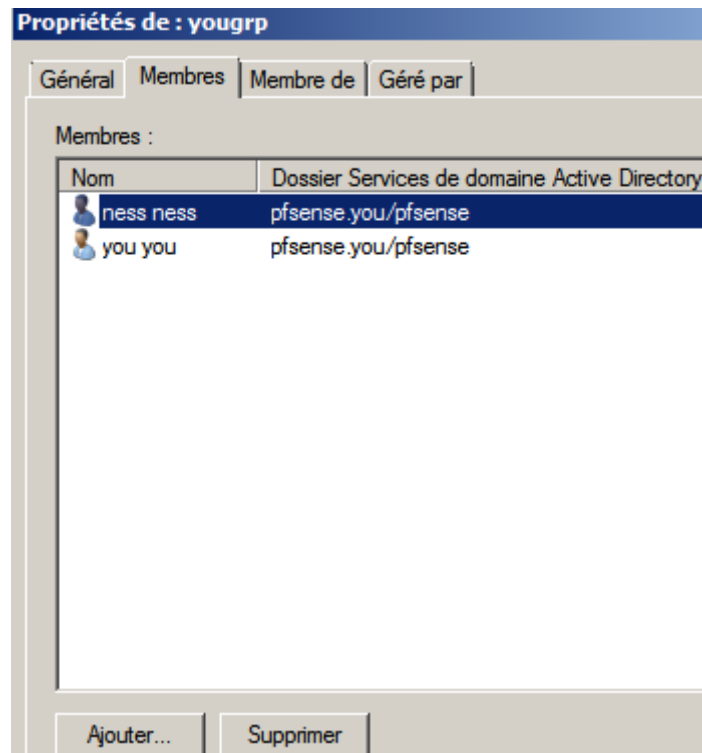 Propriétés de : yougrp
Général Membres Membre de Géré par
Membres :
Nom Dossier Services de domaine Active Directory
ness ness pfsense.you/pfsense
you you pfsense.you/pfsense
Ajouter... Supprimer